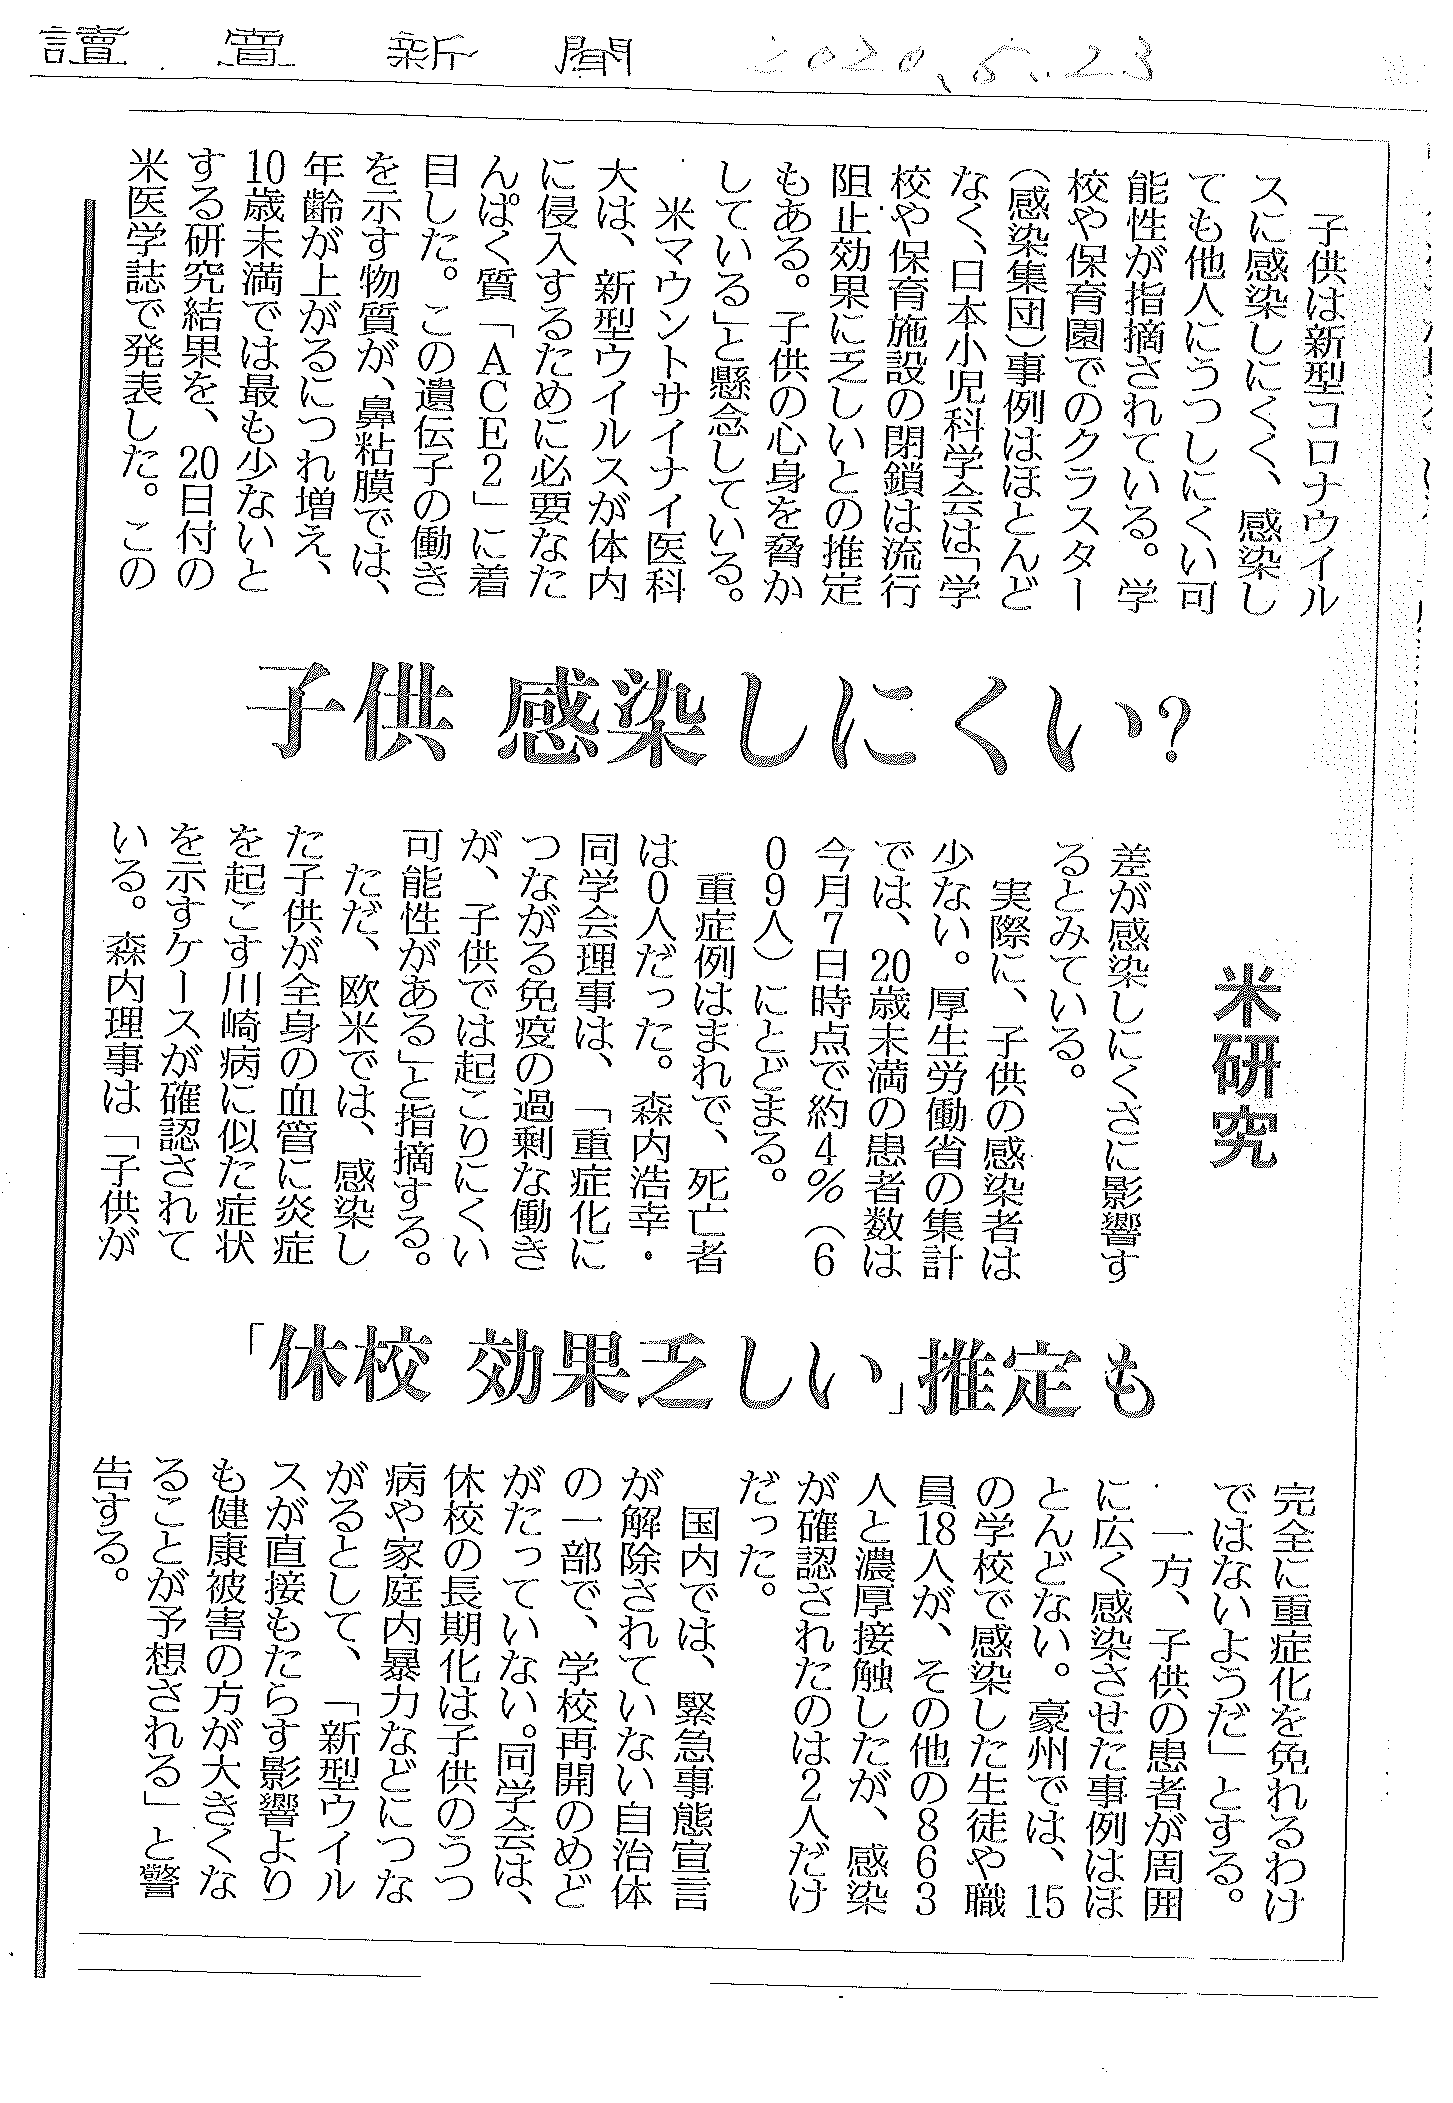 讀賣新聞 2020.5.23
子供 感染しにくい?
米研究
「休校 効果乏しい」推定も
子供は新型コロナウイル
スに感染しにくく、感染し
ても他人にうつしにくい可
能性が指摘されている。学
校や保育園でのクラスター
(感染集団)事例はほとんど
なく、日本小児科学会は「学
校や保育施設の閉鎖は流行
阻止効果に乏しいとの推定
もある。子供の心身を脅か
している」と懸念している。
米マウントサイナイ医科
大は、新型ウイルスが体内
に侵入するために必要なた
んぱく質「ACE2」に着
目した。この遺伝子の働き
を示す物質が、鼻粘膜では、
年齢が上がるにつれ増え、
10歳未満では最も少ないと
する研究結果を、20日付の
米医学誌で発表した。この
差が感染しにくさに影響す
るとみている。
実際に、子供の感染者は
少ない。厚生労働省の集計
では、20歳未満の患者数は
今月7日時点で約4%(6
09人)にとどまる。
重症例はまれで、死亡者
は0人だった。森内浩幸・
同学会理事は、「重症化に
つながる免疫の過剰な働き
が、子供では起こりにくい
可能性がある」と指摘する。
ただ、欧米では、感染し
た子供が全身の血管に炎症
を起こす川崎病に似た症状
を示すケースが確認されて
いる。森内理事は「子供が
完全に重症化を免れるわけ
ではないようだ」とする。
一方、子供の患者が周囲
に広く感染させた事例はほ
とんどない。豪州では、15
の学校で感染した生徒や職
員18人が、その他の863
人と濃厚接触したが、感染
が確認されたのは2人だけ
だった。
国内では、緊急事態宣言
が解除されていない自治体
の一部で、学校再開のめど
がたっていない。同学会は、
休校の長期化は子供のうつ
病や家庭内暴力などにつな
がるとして、「新型ウイル
スが直接もたらす影響より
も健康被害の方が大きくな
ることが予想される」と警
告する。